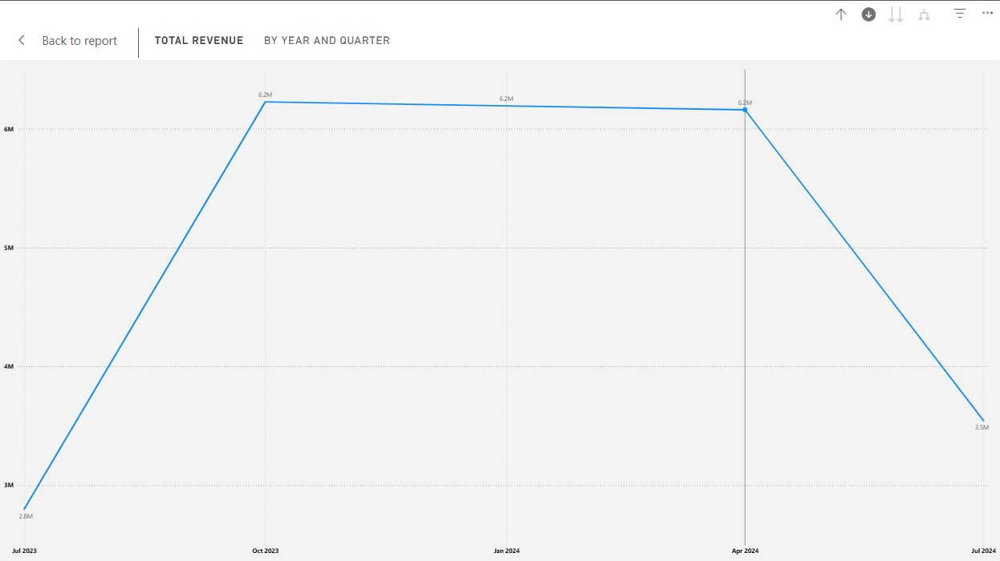 Back to report
TOTAL REVENUE
BY YEAR AND QUARTER
6.2M
6.2M
6.2M
6M
5M
4M
3.5M
3M
2.8M
Jul 2023
Oct 2023
Jan 2024
Apr 2024
Jul 2024